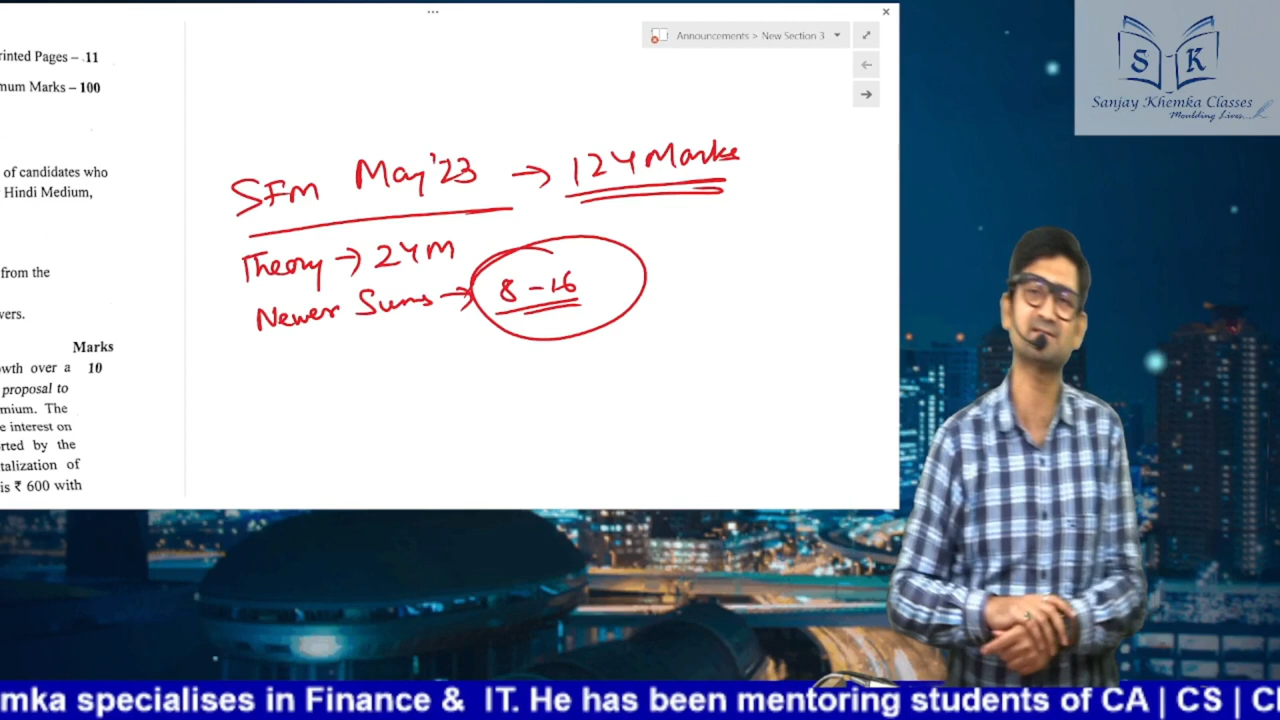 Announcements > New Section 3
S K
Sanjay Khemka Classes
Moulding Lives...
rinted Pages – 11
mum Marks – 100
of candidates who
Hindi Medium,
from the
vers.
Marks
owth over a 10
proposal to
mium. The
e interest on
rted by the
talization of
is ₹ 600 with
SFM May'23 → 124 Marks
Theory → 24M
Newer Sums → 8 - 16
mka specialises in Finance & IT. He has been mentoring students of CA | CS | C